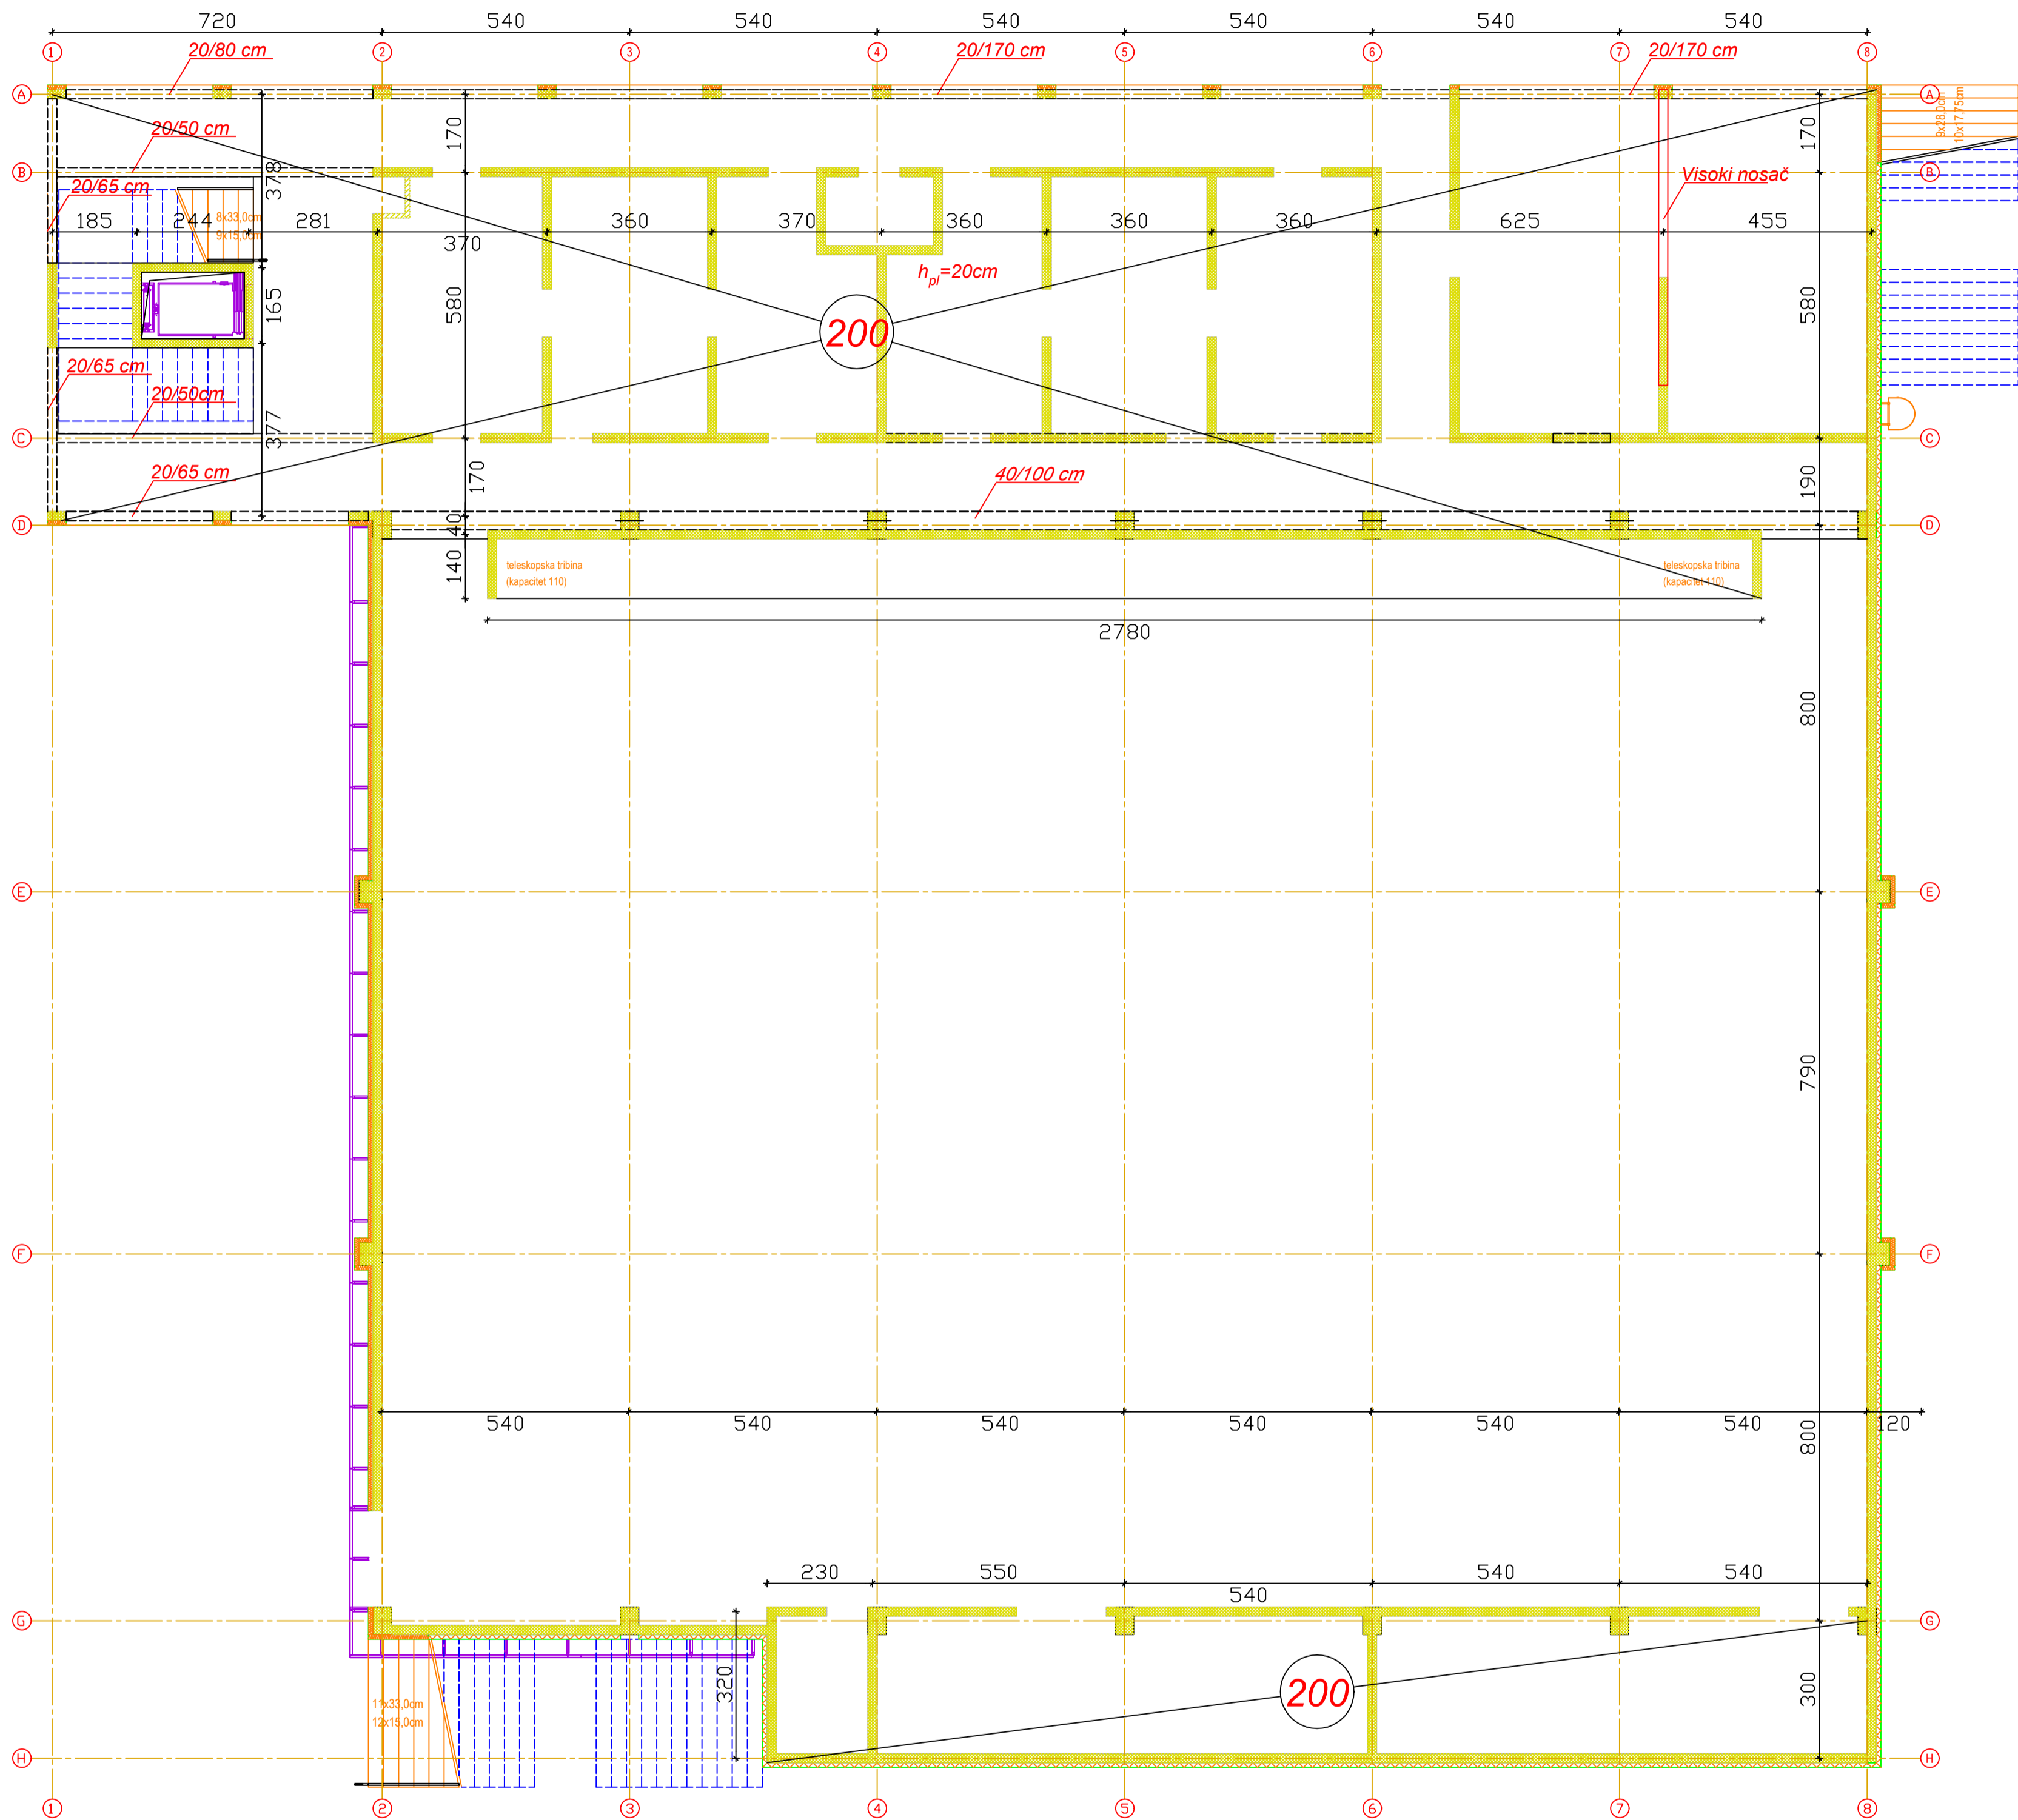 720 540 540 540 540 540 540
1 2 3 4 5 6 7 8
20/80 cm 20/170 cm 20/170 cm
A A
9x28,0cm
10x17,75cm
20/50 cm
170 170
378
B B
20/65 cm
Visoki nosač
8x33,0cm
9x15,0cm
185 244 281 370 360 370 360 360 360 625 455
hpl=20cm
165 580 580
200
20/65 cm
20/50cm
377
C C
20/65 cm
170
40/100 cm
190
D D
40
140
teleskopska tribina
(kapacitet 110)
teleskopska tribina
(kapacitet 110)
2780
800
E E
790
F F
540 540 540 540 540 540 120
800
230 550 540 540 540
G G
320
200
300
11x33,0cm
12x15,0cm
H H
1 2 3 4 5 6 7 8